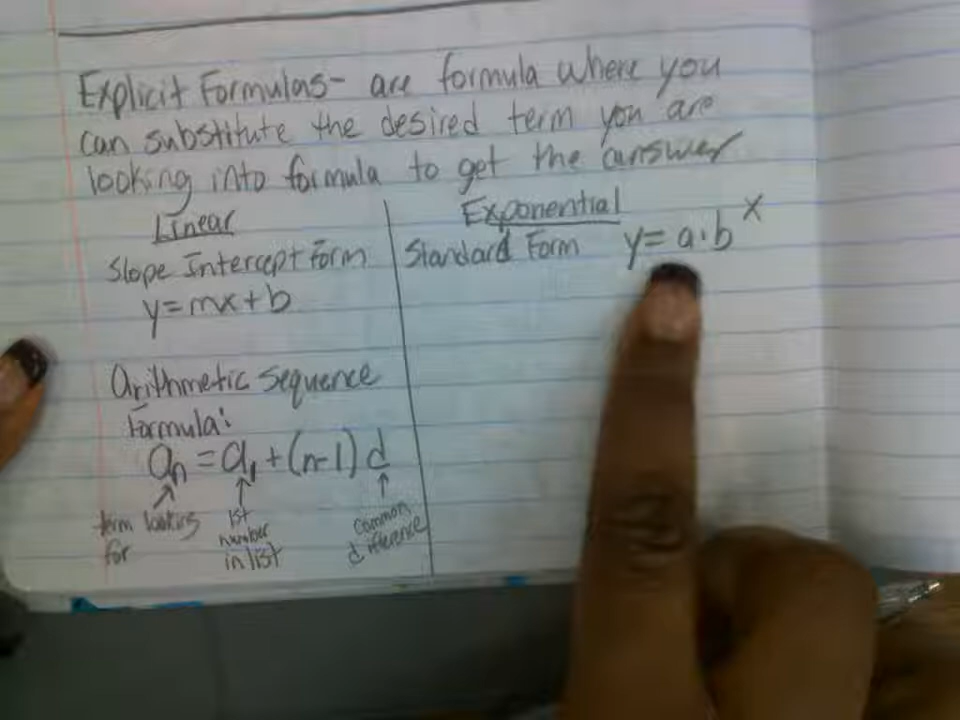 Explicit Formulas- are formula where you
can substitute the desired term you are
looking into formula to get the answer
Linear
Slope Intercept Form
y=mx+b
Arithmetic Sequence
Formula:
aₙ = a₁ + (n-1) d
term looking
for
1st
number
in list
common
difference
Exponential
Standard Form y= a·bˣ